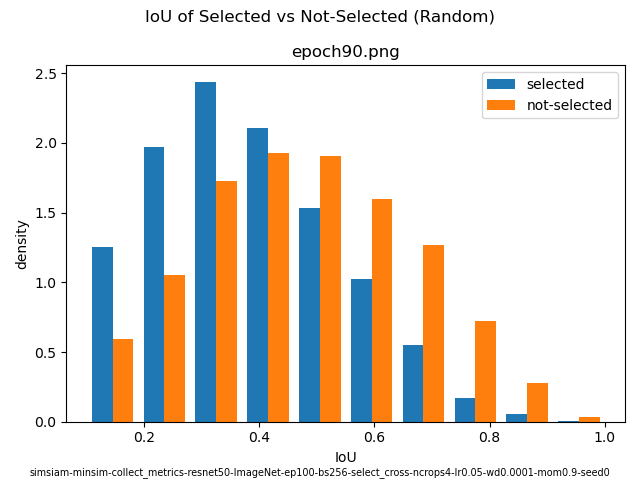 IoU of Selected vs Not-Selected (Random)
epoch90.png
selected
not-selected
2.5
2.0
1.5
1.0
0.5
0.0
density
0.2 0.4 0.6 0.8 1.0
IoU
simsiam-minsim-collect_metrics-resnet50-ImageNet-ep100-bs256-select_cross-ncrops4-lr0.05-wd0.0001-mom0.9-seed0